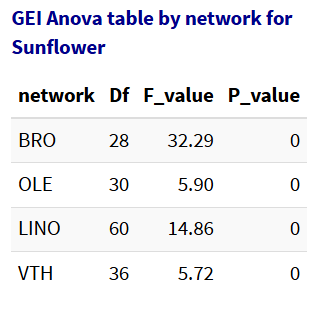 GEI Anova table by network for
Sunflower
network Df F_value P_value
BRO 28 32.29 0
OLE 30 5.90 0
LINO 60 14.86 0
VTH 36 5.72 0